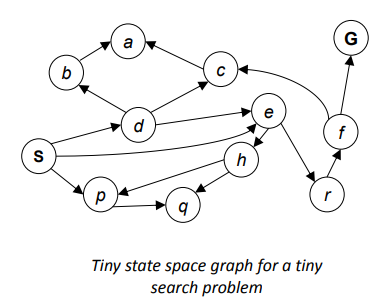 a
G
b
c
d
e
f
S
h
p
q
r
Tiny state space graph for a tiny
search problem